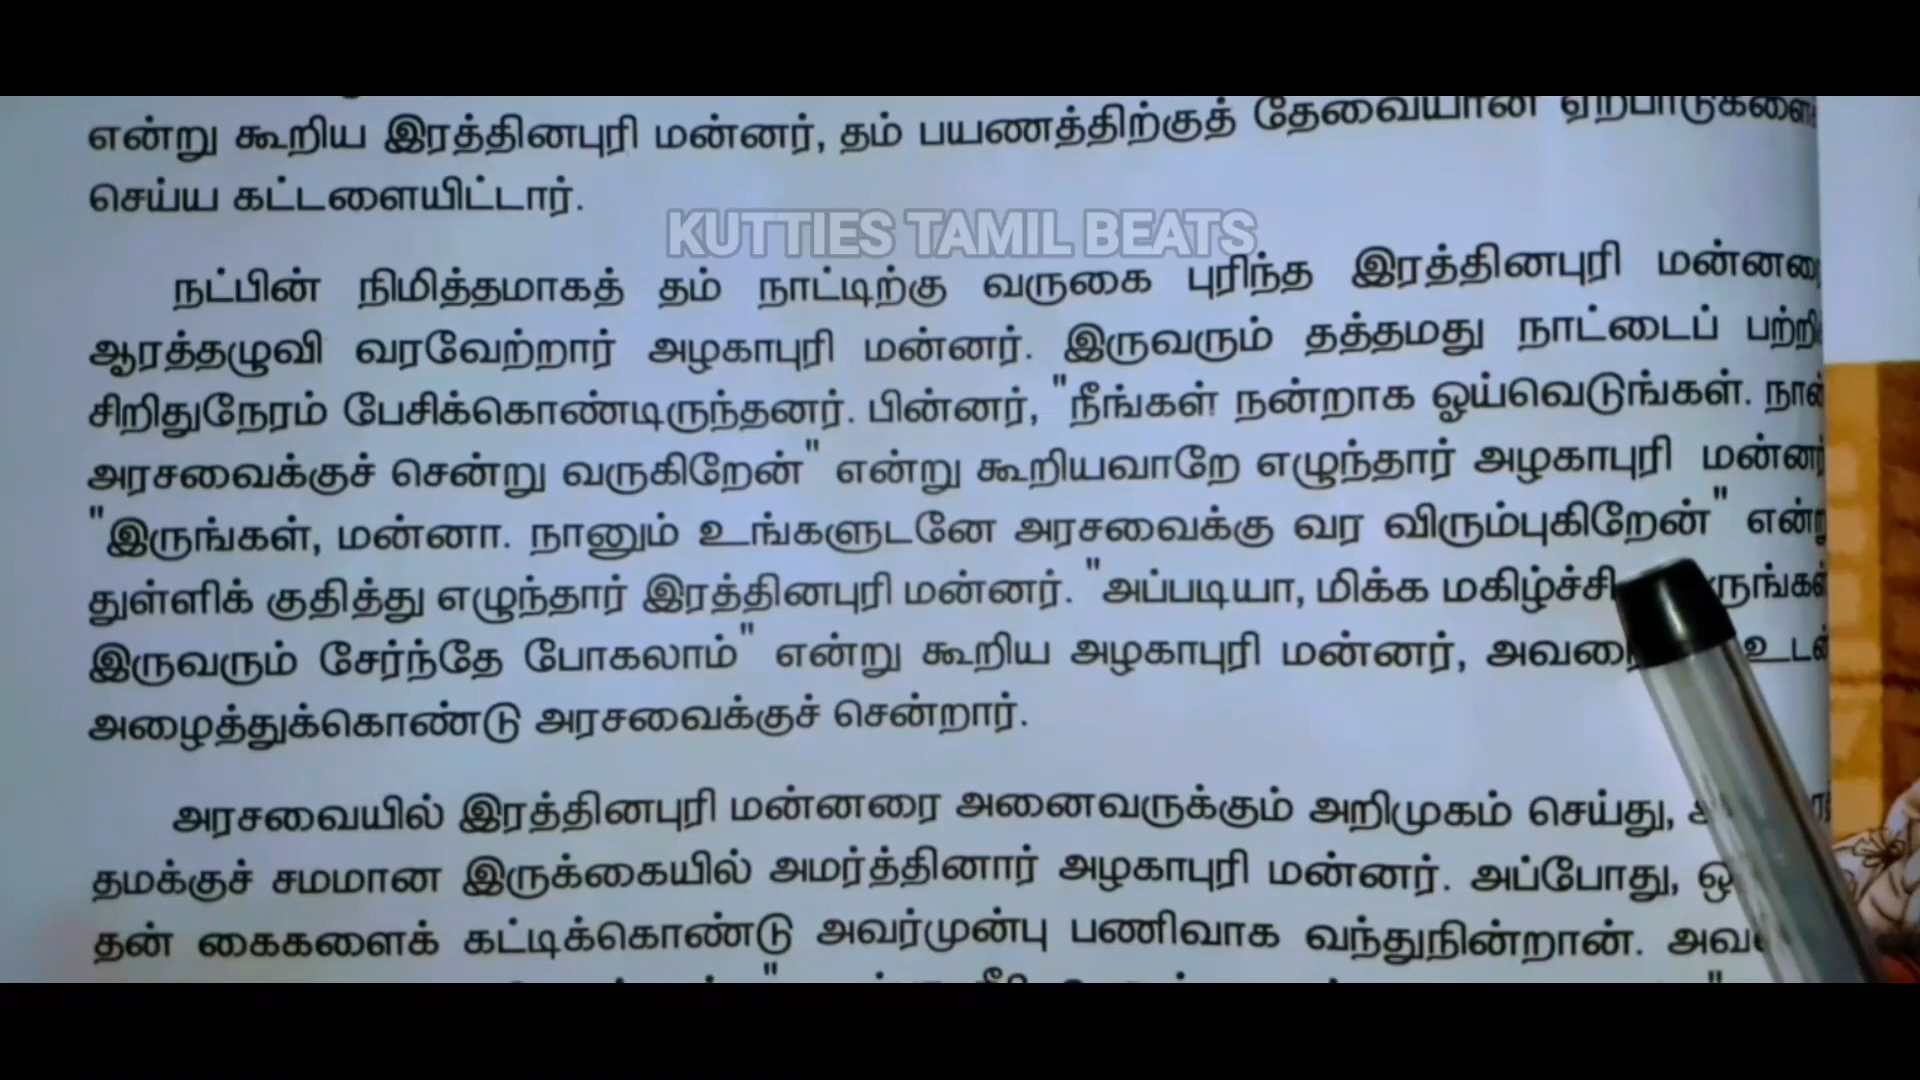 என்று கூறிய இரத்தினபுரி மன்னர், தம் பயணத்திற்குத் தேவையான ஏற்பாடுகளை
செய்ய கட்டளையிட்டார்.
KUTTIES TAMIL BEATS
நட்பின் நிமித்தமாகத் தம் நாட்டிற்கு வருகை புரிந்த இரத்தினபுரி மன்னரை
ஆரத்தழுவி வரவேற்றார் அழகாபுரி மன்னர். இருவரும் தத்தமது நாட்டைப் பற்றி
சிறிதுநேரம் பேசிக்கொண்டிருந்தனர். பின்னர், "நீங்கள் நன்றாக ஓய்வெடுங்கள். நான்
அரசவைக்குச் சென்று வருகிறேன்" என்று கூறியவாறே எழுந்தார் அழகாபுரி மன்னர்
"இருங்கள், மன்னா. நானும் உங்களுடனே அரசவைக்கு வர விரும்புகிறேன்" என்று
துள்ளிக் குதித்து எழுந்தார் இரத்தினபுரி மன்னர். "அப்படியா, மிக்க மகிழ்ச்சி
இருவரும் சேர்ந்தே போகலாம்" என்று கூறிய அழகாபுரி மன்னர், உடன்
அழைத்துக்கொண்டு அரசவைக்குச் சென்றார்.
அரசவையில் இரத்தினபுரி மன்னரை அனைவருக்கும் அறிமுகம் செய்து,
தமக்குச் சமமான இருக்கையில் அமர்த்தினார் அழகாபுரி மன்னர். அப்போது,
தன் கைகளைக் கட்டிக்கொண்டு அவர்முன்பு பணிவாக வந்துநின்றான்.